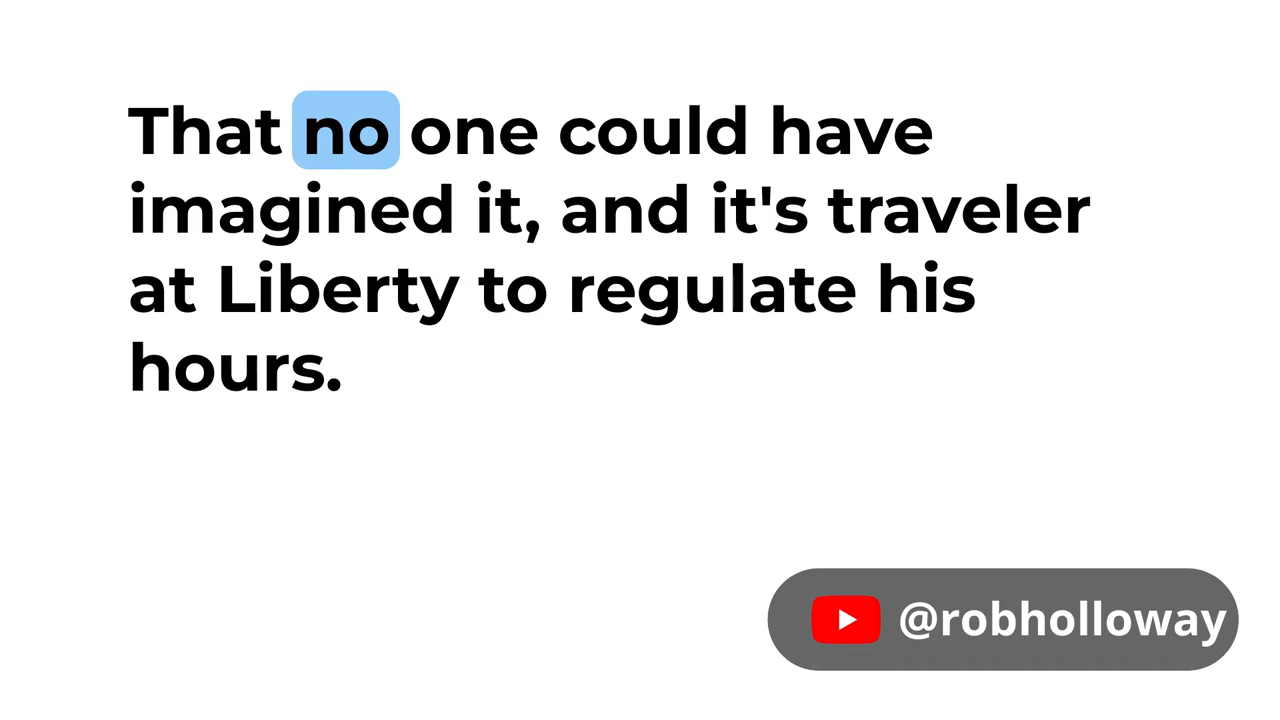 That no one could have
imagined it, and it's traveler
at Liberty to regulate his
hours.
@robholloway